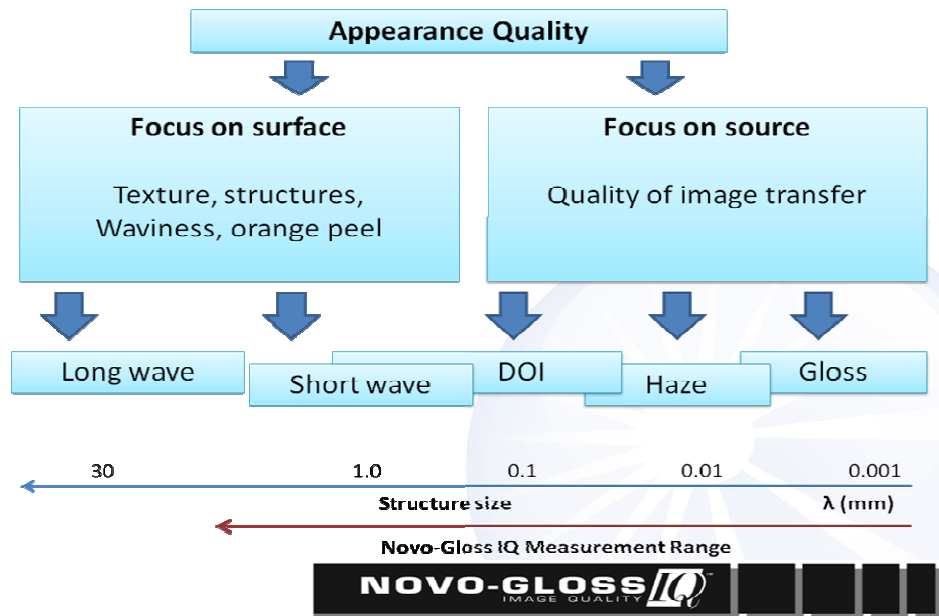 Appearance Quality
Focus on surface
Texture, structures,
Waviness, orange peel
Focus on source
Quality of image transfer
Long wave
Short wave
DOI
Haze
Gloss
30 1.0 0.1 0.01 0.001
Structure size λ (mm)
Novo-Gloss IQ Measurement Range
NOVO-GLOSS IQ™
IMAGE QUALITY